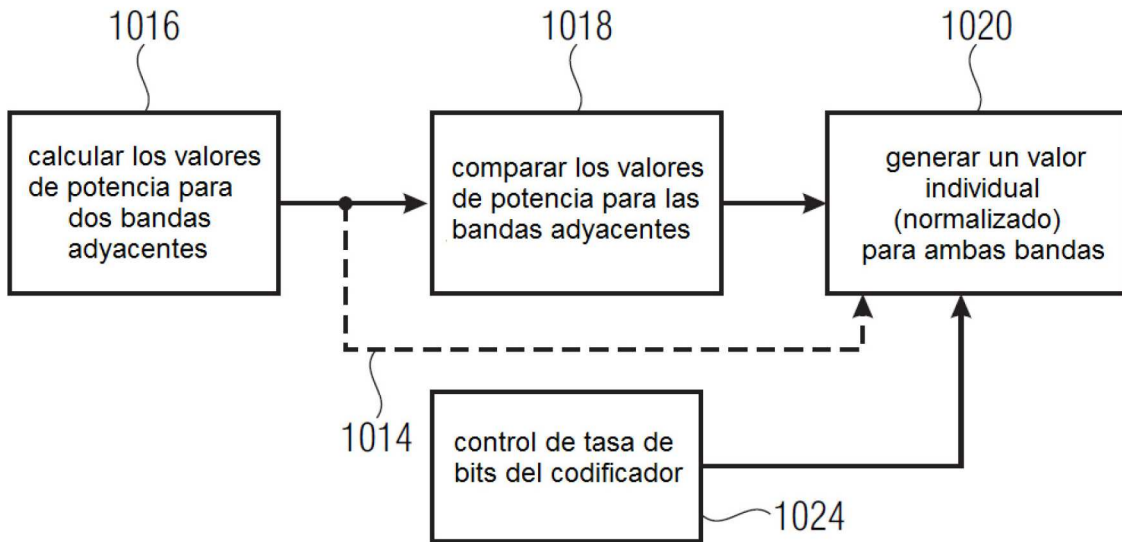 1016
1018
1020
calcular los valores
de potencia para
dos bandas
adyacentes
comparar los valores
de potencia para las
bandas adyacentes
generar un valor
individual
(normalizado)
para ambas bandas
1014
control de tasa de
bits del codificador
1024